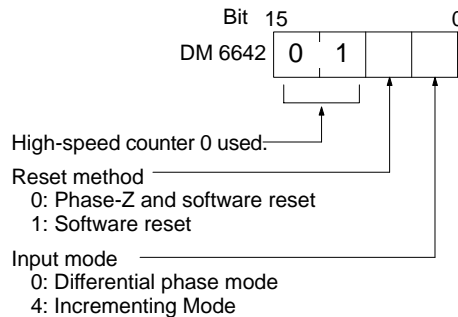 Bit 15 0
DM 6642 0 1
High-speed counter 0 used.
Reset method
0: Phase-Z and software reset
1: Software reset
Input mode
0: Differential phase mode
4: Incrementing Mode